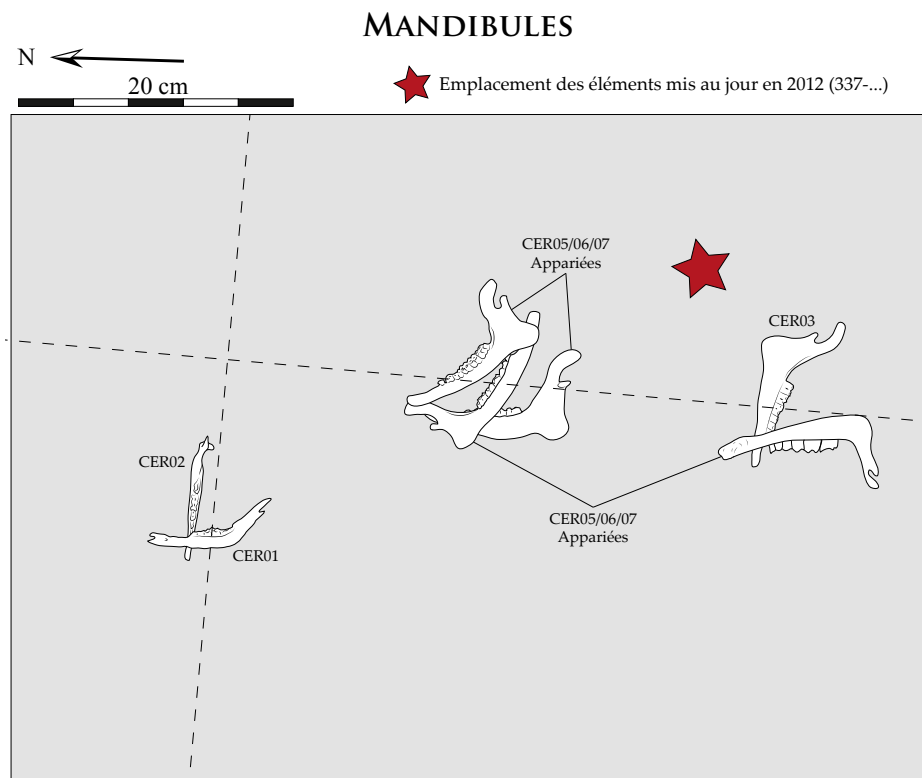 MANDIBULES
N
20 cm
Emplacement des éléments mis au jour en 2012 (337-...)
CER05/06/07
Appariées
CER03
CER02
CER01
CER05/06/07
Appariées